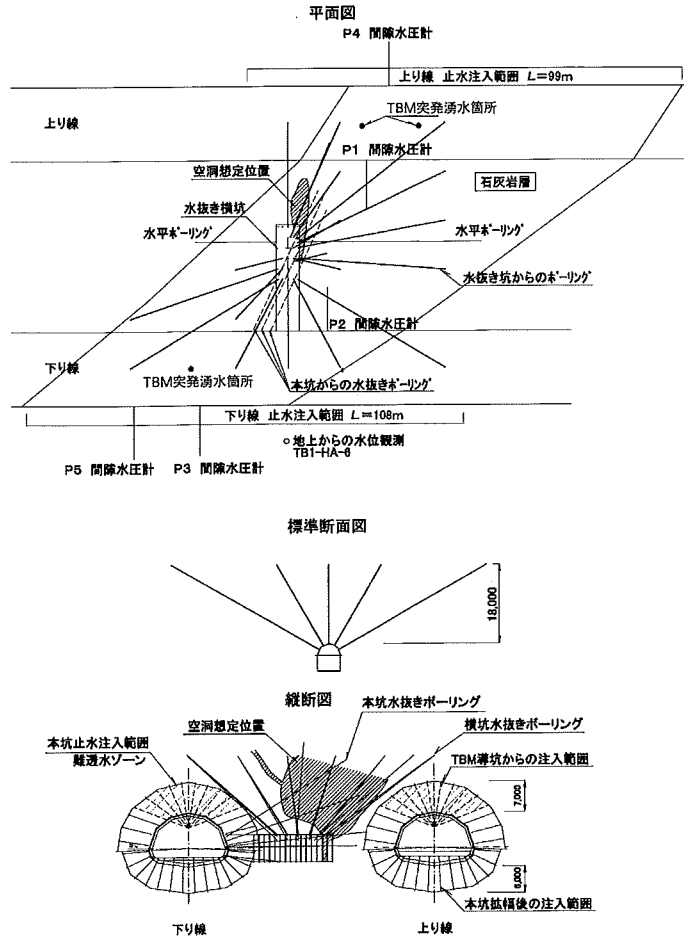 平面図
P4 間隙水圧計
上り線 止水注入範囲 L=99m
上り線
TBM突発湧水箇所
P1 間隙水圧計
空洞想定位置
石灰岩層
水抜き横坑
水平ボーリング
水平ボーリング
水抜き坑からのボーリング
P2 間隙水圧計
下り線
TBM突発湧水箇所
本坑からの水抜きボーリング
下り線 止水注入範囲 L=108m
地上からの水位観測
TB1-HA-6
P5 間隙水圧計
P3 間隙水圧計
標準断面図
18,000
縦断図
本坑水抜きボーリング
空洞想定位置
横坑水抜きボーリング
本坑止水注入範囲
難透水ゾーン
TBM導坑からの注入範囲
7,000
6,000
本坑拡幅後の注入範囲
下り線
上り線